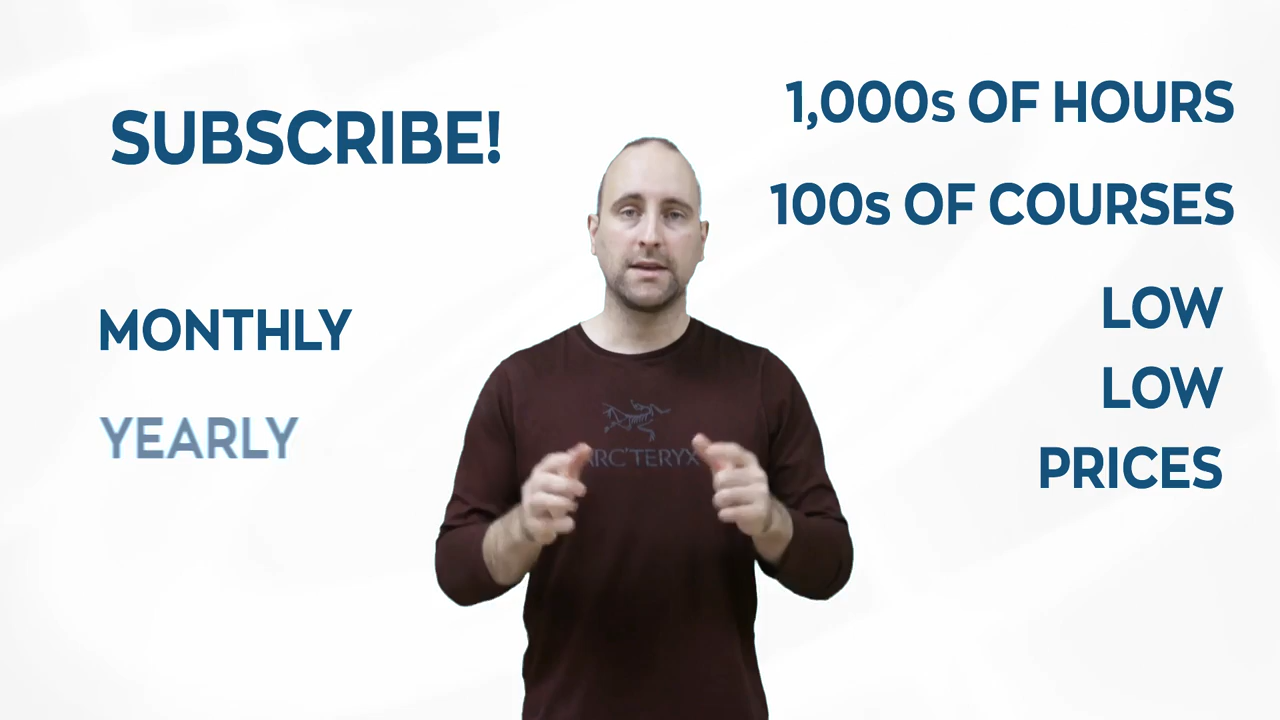 SUBSCRIBE!
MONTHLY
YEARLY
1,000s OF HOURS
100s OF COURSES
LOW
LOW
PRICES
ARC'TERYX